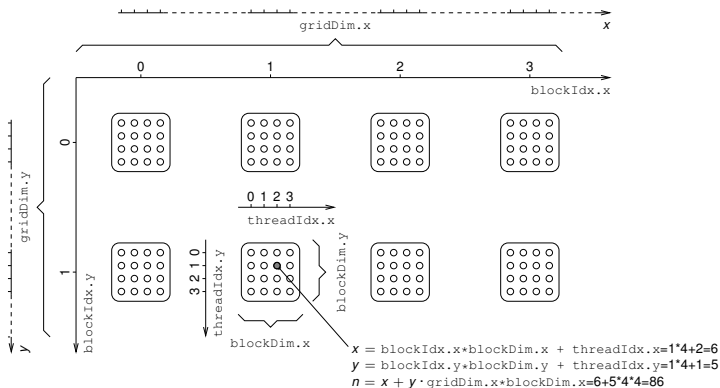 gridDim.x
x
0 1 2 3
blockIdx.x
0
gridDim.y
0 1 2 3
threadIdx.x
0 1 2 3
threadIdx.y
blockDim.y
1
blockIdx.y
y
blockDim.x
x = blockIdx.x*blockDim.x + threadIdx.x=1*4+2=6
y = blockIdx.y*blockDim.y + threadIdx.y=1*4+1=5
n = x + y·gridDim.x*blocDim.x=6+5*4*4=86